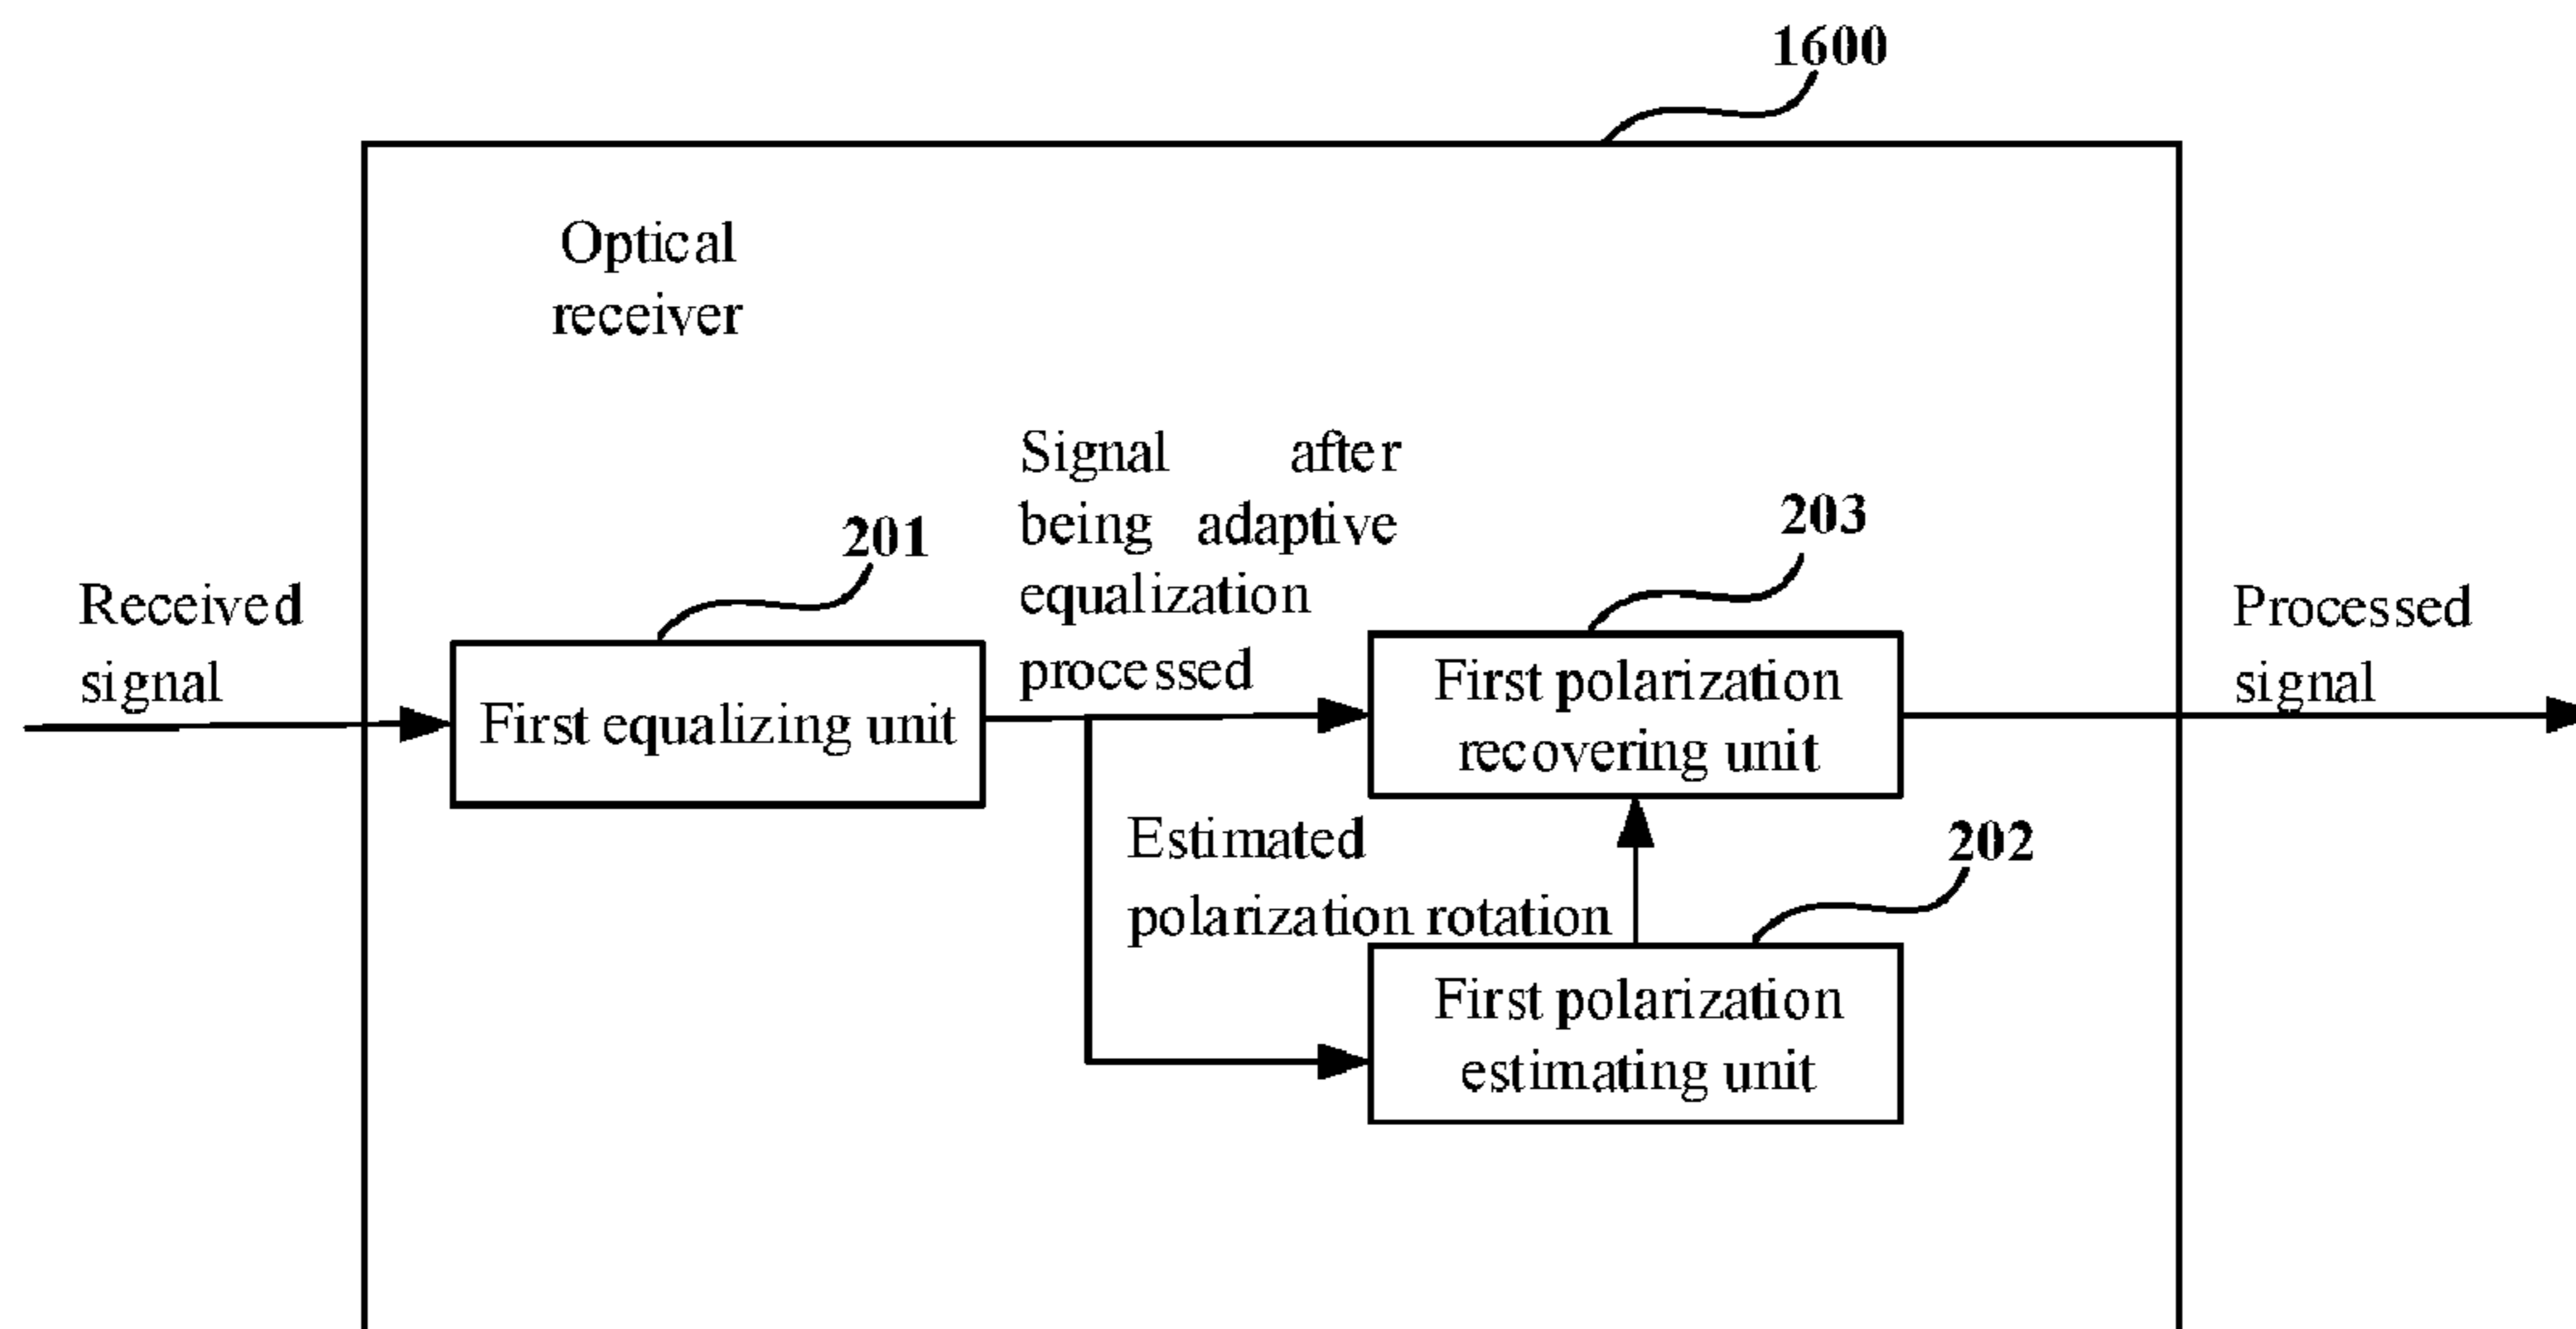 1600
Optical
receiver
Signal after
being adaptive
equalization
processed
201
203
Received
signal
First equalizing unit
First polarization
recovering unit
Processed
signal
Estimated
polarization rotation
202
First polarization
estimating unit